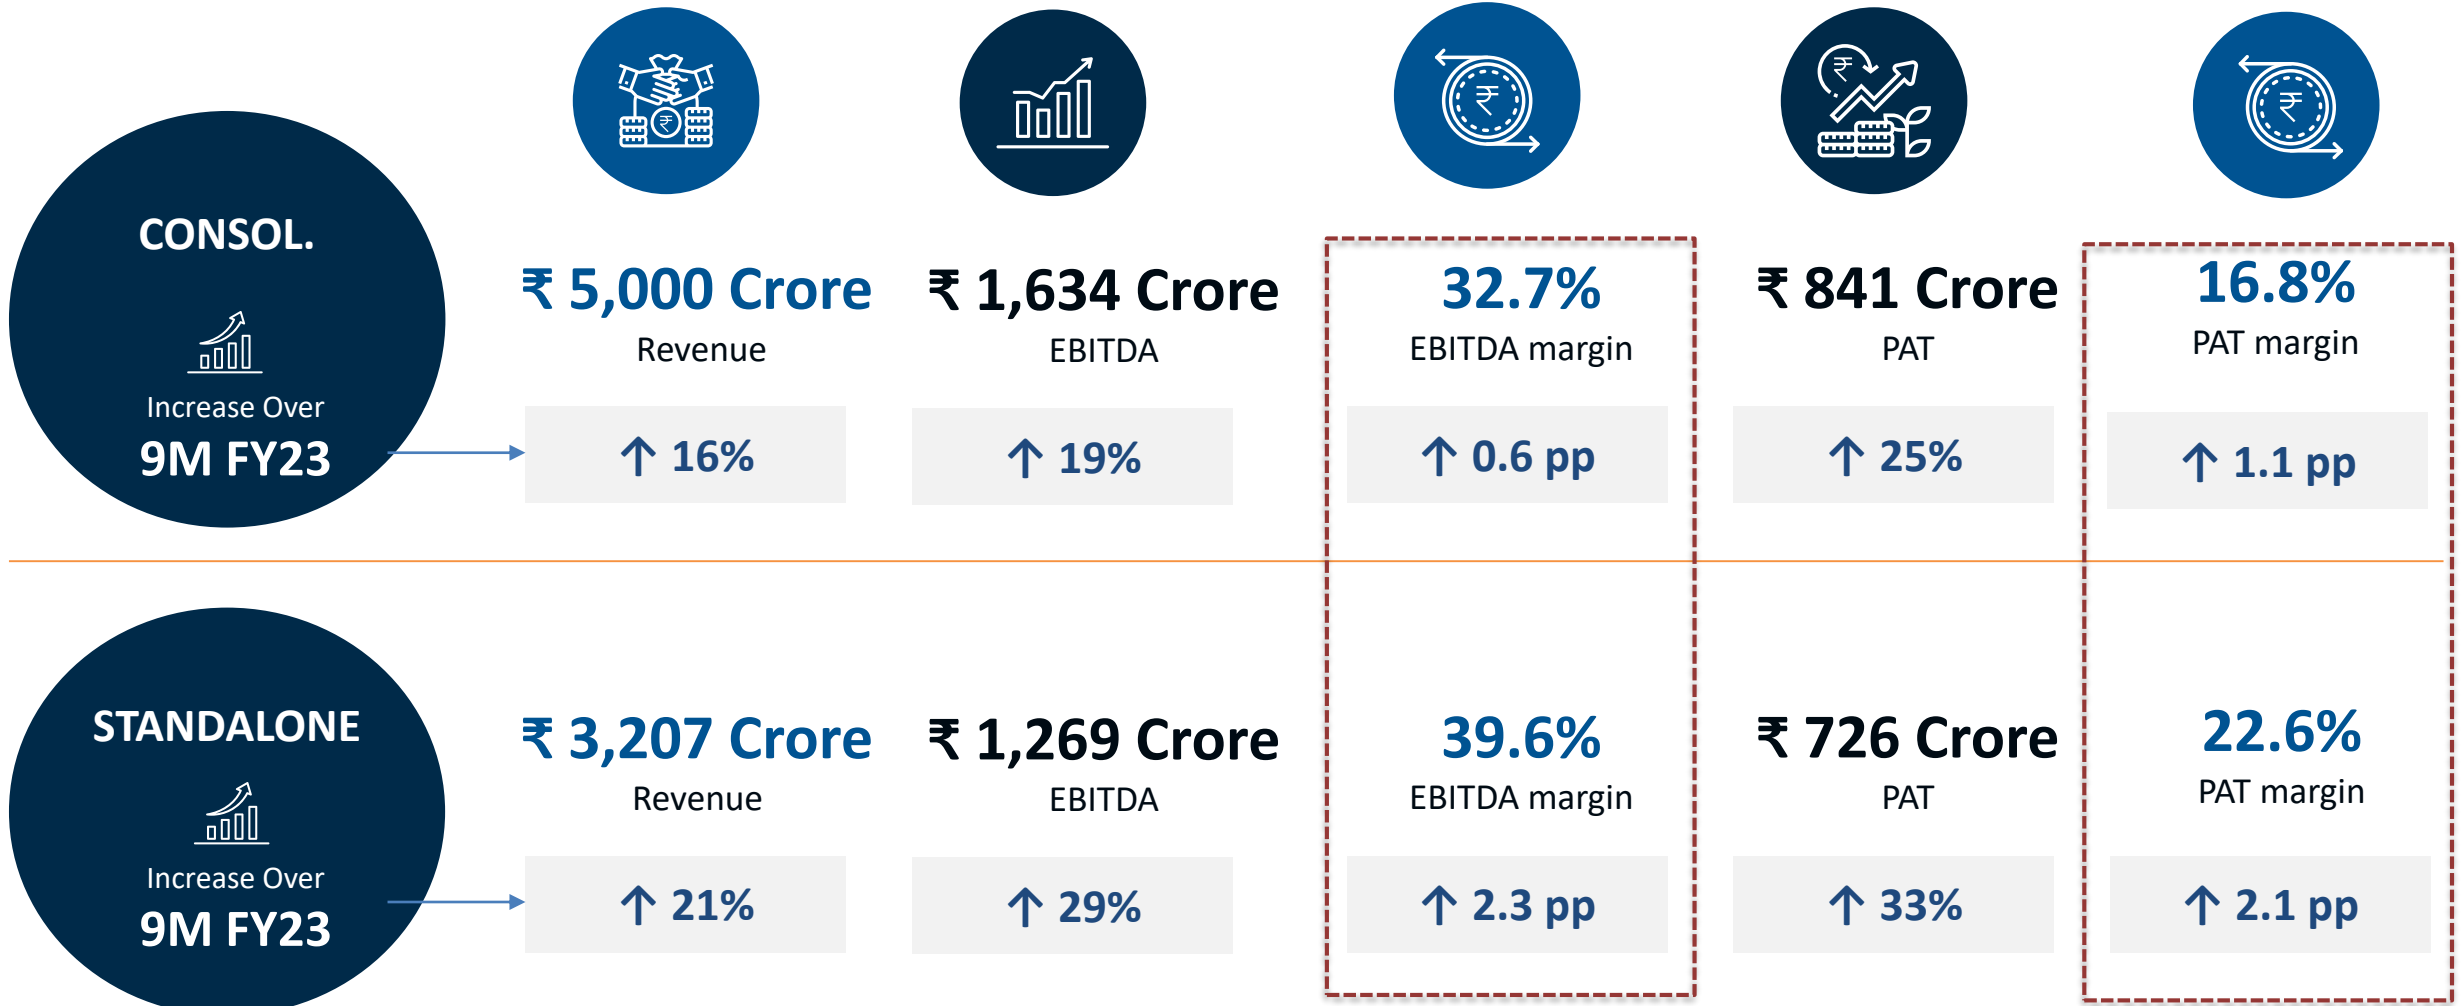 CONSOL.
Increase Over
9M FY23
₹ 5,000 Crore
Revenue
↑ 16%
₹ 1,634 Crore
EBITDA
↑ 19%
32.7%
EBITDA margin
↑ 0.6 pp
₹ 841 Crore
PAT
↑ 25%
16.8%
PAT margin
↑ 1.1 pp
STANDALONE
Increase Over
9M FY23
₹ 3,207 Crore
Revenue
↑ 21%
₹ 1,269 Crore
EBITDA
↑ 29%
39.6%
EBITDA margin
↑ 2.3 pp
₹ 726 Crore
PAT
↑ 33%
22.6%
PAT margin
↑ 2.1 pp